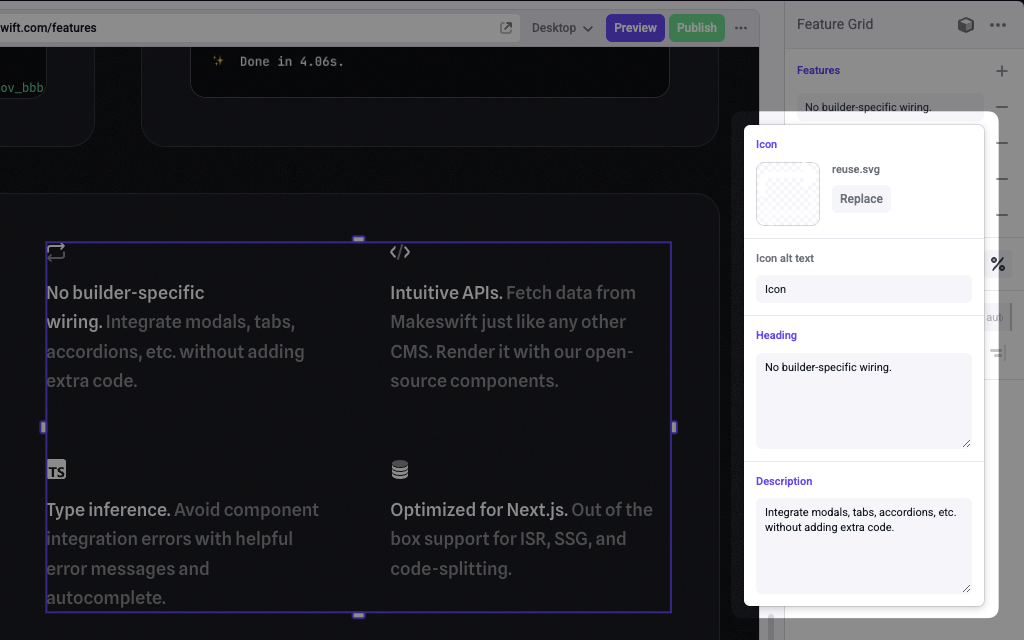 wift.com/features
Desktop
Preview
Publish
Feature Grid
Features
No builder-specific wiring.
ov_bbb
✨ Done in 4.06s.
No builder-specific
wiring. Integrate modals, tabs,
accordions, etc. without adding
extra code.
Intuitive APIs. Fetch data from
Makeswift just like any other
CMS. Render it with our open-
source components.
TS
Type inference. Avoid component
integration errors with helpful
error messages and
autocomplete.
Optimized for Next.js. Out of the
box support for ISR, SSG, and
code-splitting.
Icon
reuse.svg
Replace
Icon alt text
Icon
Heading
No builder-specific wiring.
Description
Integrate modals, tabs, accordions, etc.
without adding extra code.
%